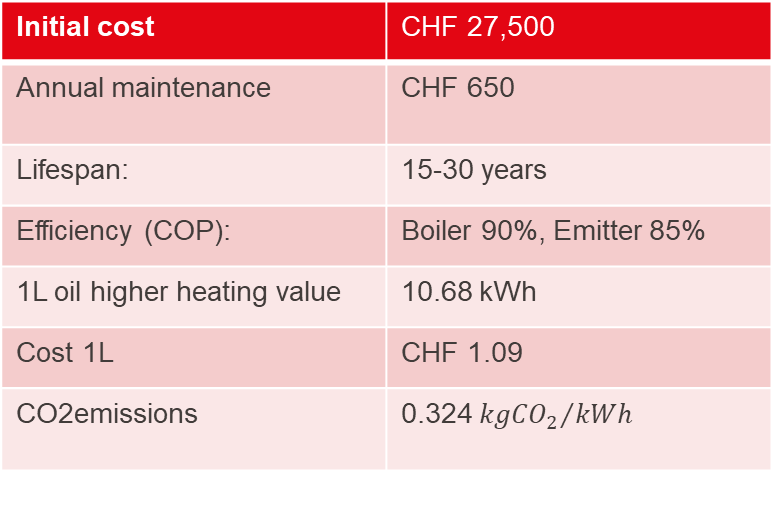 Initial cost CHF 27,500
Annual maintenance CHF 650
Lifespan: 15-30 years
Efficiency (COP): Boiler 90%, Emitter 85%
1L oil higher heating value 10.68 kWh
Cost 1L CHF 1.09
CO2emissions 0.324 kgCO₂/kWh